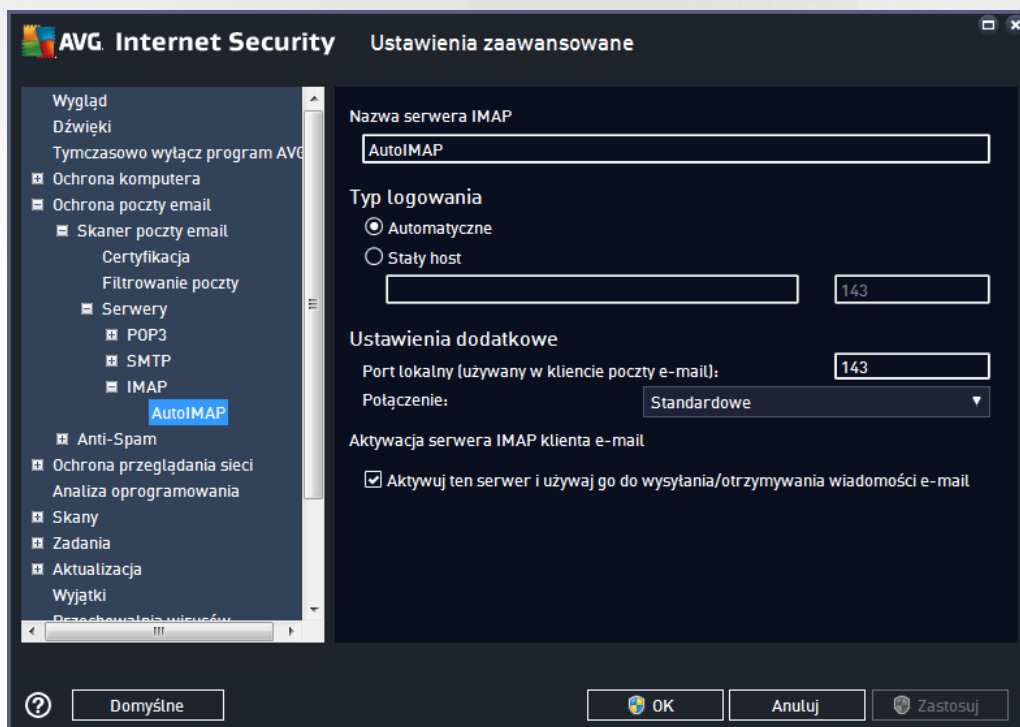 AVG. Internet Security Ustawienia zaawansowane
Wygląd
Dźwięki
Tymczasowo wyłącz program AVG
Ochrona komputera
Ochrona poczty email
Skaner poczty email
Certyfikacja
Filtrowanie poczty
Serwery
POP3
SMTP
IMAP
AutoIMAP
Anti-Spam
Ochrona przeglądania sieci
Analiza oprogramowania
Skany
Zadania
Aktualizacja
Wyjątki
Przechowalnia wirusów
Nazwa serwera IMAP
AutoIMAP
Typ logowania
Automatyczne
Stały host
143
Ustawienia dodatkowe
Port lokalny (używany w kliencie poczty e-mail): 143
Połączenie: Standardowe
Aktywacja serwera IMAP klienta e-mail
Aktywuj ten serwer i używaj go do wysyłania/otrzymywania wiadomości e-mail
? Domyślne OK Anuluj Zastosuj